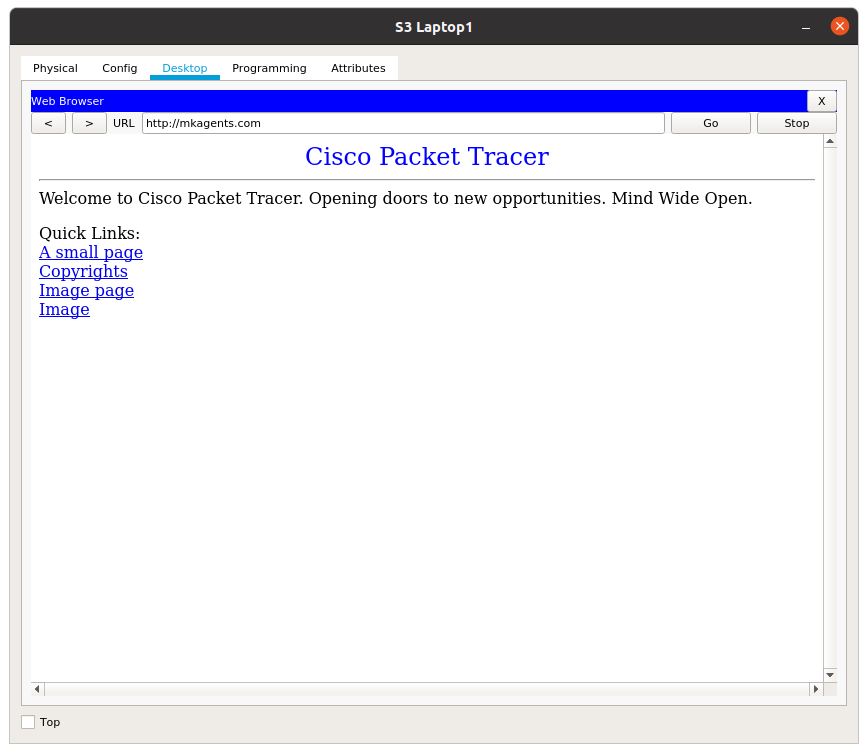 S3 Laptop1
Physical Config Desktop Programming Attributes
Web Browser X
< > URL http://mkagents.com Go Stop
Cisco Packet Tracer
Welcome to Cisco Packet Tracer. Opening doors to new opportunities. Mind Wide Open.
Quick Links:
A small page
Copyrights
Image page
Image
Top